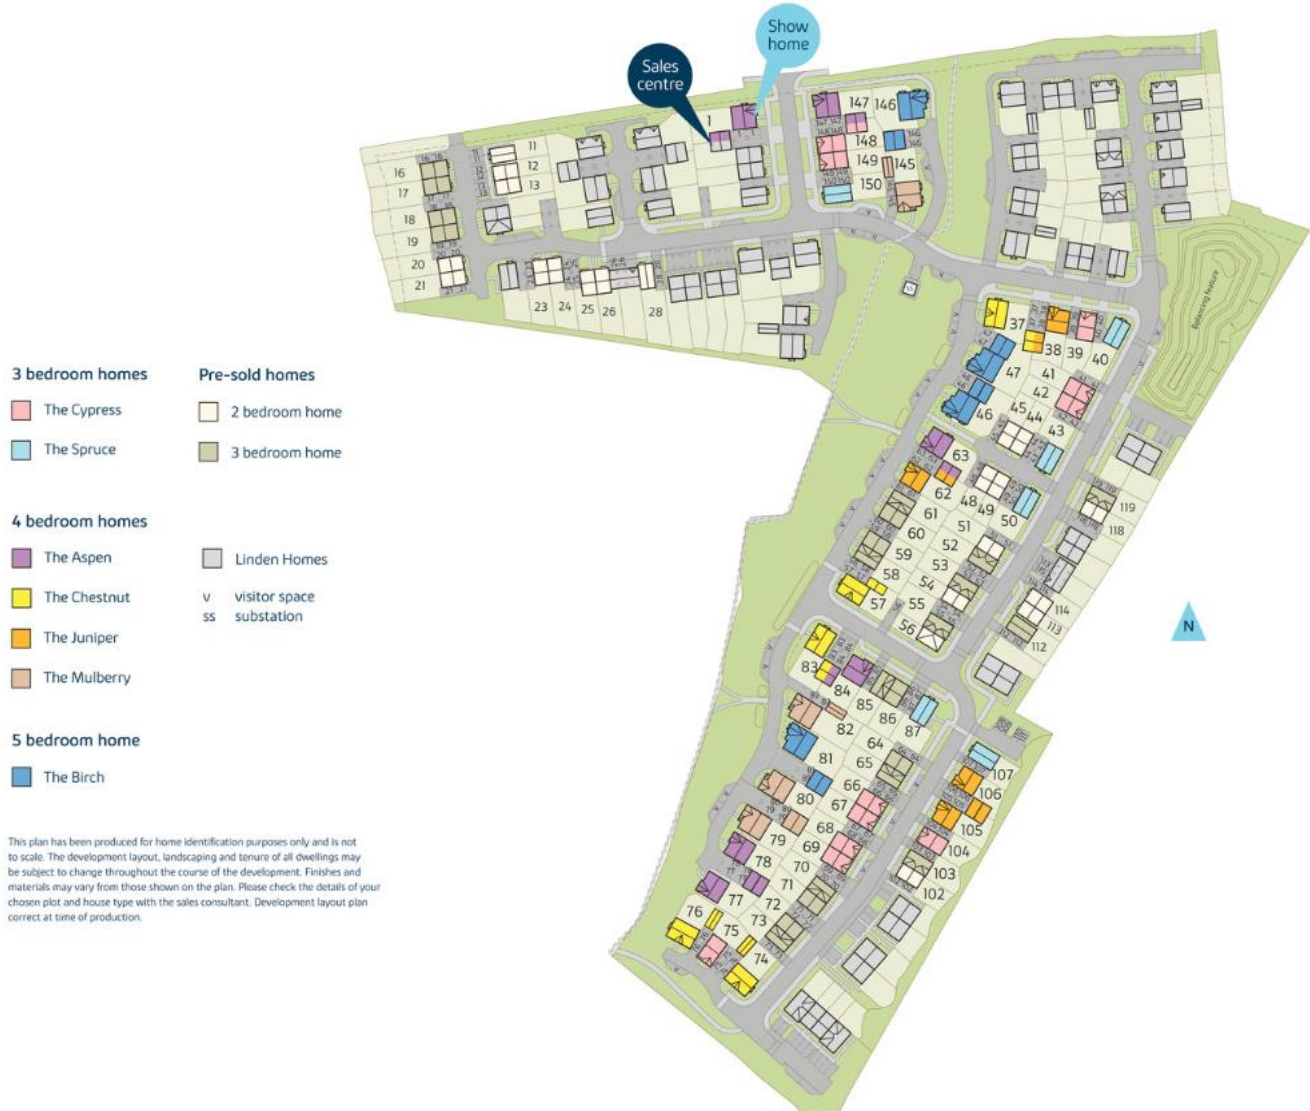 Show
home
Sales
centre
1
147
146
148
149
145
150
11
12
13
16
17
18
19
20
21
23
24
25
26
28
ss
Balancing feature
37
38
39
40
41
42
43
44
45
46
47
48
49
50
51
52
53
54
55
56
57
58
59
60
61
62
63
119
118
114
113
112
83
84
85
86
87
82
81
80
79
78
77
76
75
74
73
72
71
70
69
68
67
66
65
64
107
106
105
104
103
102
N
3 bedroom homes
The Cypress
The Spruce
Pre-sold homes
2 bedroom home
3 bedroom home
4 bedroom homes
The Aspen
The Chestnut
The Juniper
The Mulberry
Linden Homes
v visitor space
ss substation
5 bedroom home
The Birch
This plan has been produced for home identification purposes only and is not
to scale. The development layout, landscaping and tenure of all dwellings may
be subject to change throughout the course of the development. Finishes and
materials may vary from those shown on the plan. Please check the details of your
chosen plot and house type with the sales consultant. Development layout plan
correct at time of production.